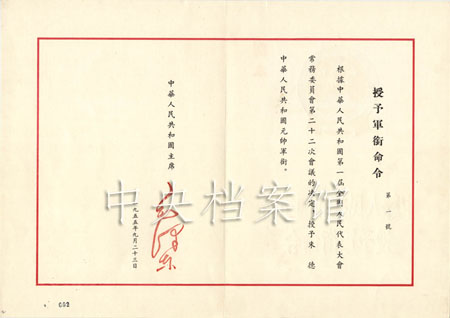 授予軍銜命令
第一號
根據中華人民共和國第一屆全國人民代表大會
常務委員會第二十二次會議的決定，授予朱 德
中華人民共和國元帥軍銜。
中華人民共和國主席
毛澤東
一九五五年九月二十三日
中央档案馆